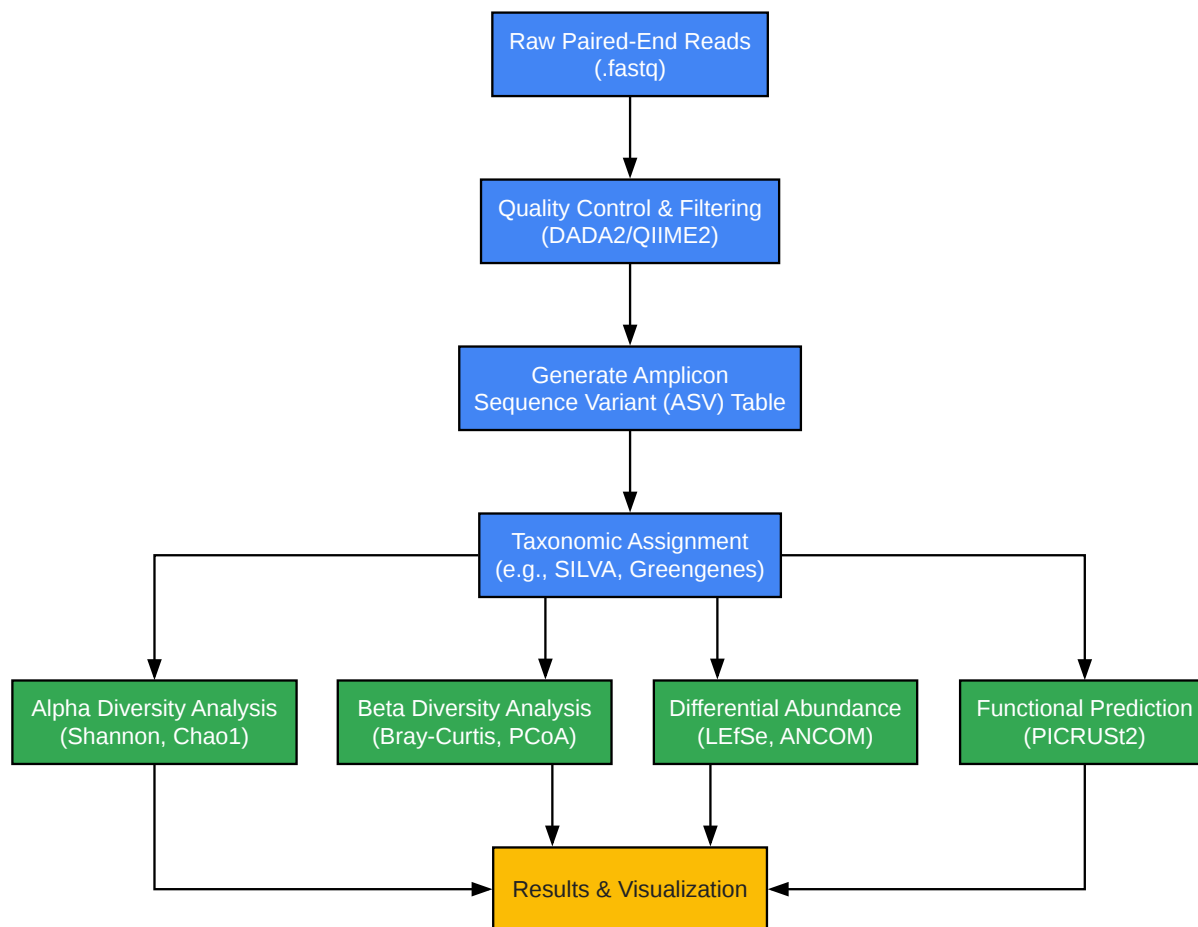 Raw Paired-End Reads
(.fastq)
Quality Control & Filtering
(DADA2/QIIME2)
Generate Amplicon
Sequence Variant (ASV) Table
Taxonomic Assignment
(e.g., SILVA, Greengenes)
Alpha Diversity Analysis
(Shannon, Chao1)
Beta Diversity Analysis
(Bray-Curtis, PCoA)
Differential Abundance
(LEfSe, ANCOM)
Functional Prediction
(PICRUSt2)
Results & Visualization